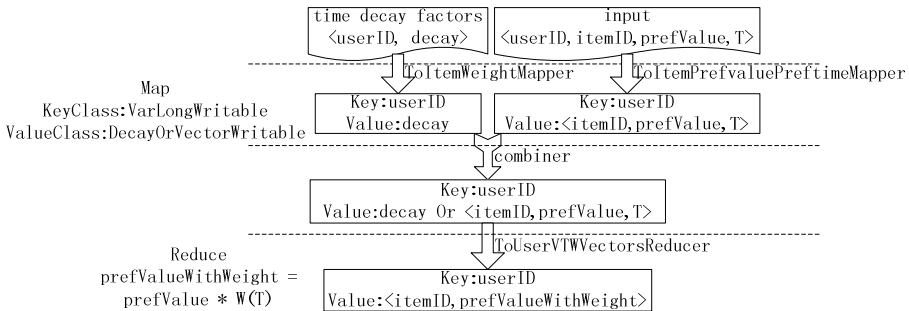 time decay factors
<userID, decay>
input
<userID, itemID, prefValue, T>
ToItemWeightMapper
ToItemPrefvaluePreftimeMapper
Map
KeyClass:VarLongWritable
ValueClass:DecayOrVectorWritable
Key:userID
Value:decay
Key:userID
Value:<itemID, prefValue, T>
combiner
Key:userID
Value:decay Or <itemID, prefValue, T>
ToUserVTWVectorsReducer
Reduce
prefValueWithWeight =
prefValue * W(T)
Key:userID
Value:<itemID, prefValueWithWeight>